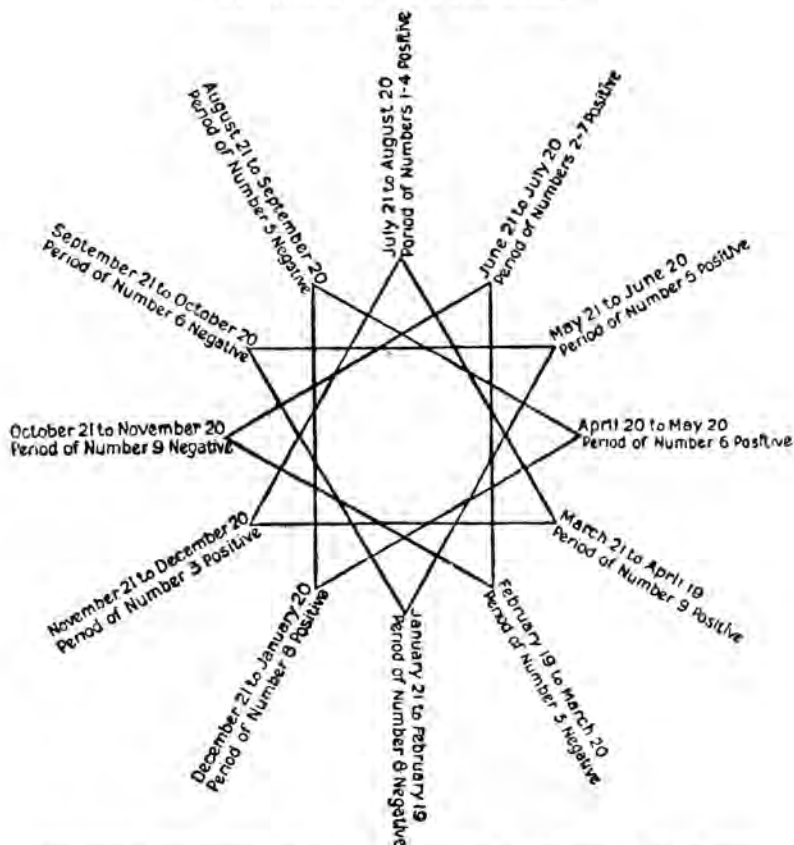 July 21 to August 20
Period of Numbers 1-4 Positive
June 21 to July 20
Period of Numbers 2-7 Positive
May 21 to June 20
Period of Number 5 Positive
April 20 to May 20
Period of Number 6 Positive
March 21 to April 19
Period of Number 9 Positive
February 19 to March 20
Period of Number 3 Negative
January 21 to February 19
Period of Number 8 Negative
December 21 to January 20
Period of Number 8 Positive
November 21 to December 20
Period of Number 3 Positive
October 21 to November 20
Period of Number 9 Negative
September 21 to October 20
Period of Number 6 Negative
August 21 to September 20
Period of Number 5 Negative